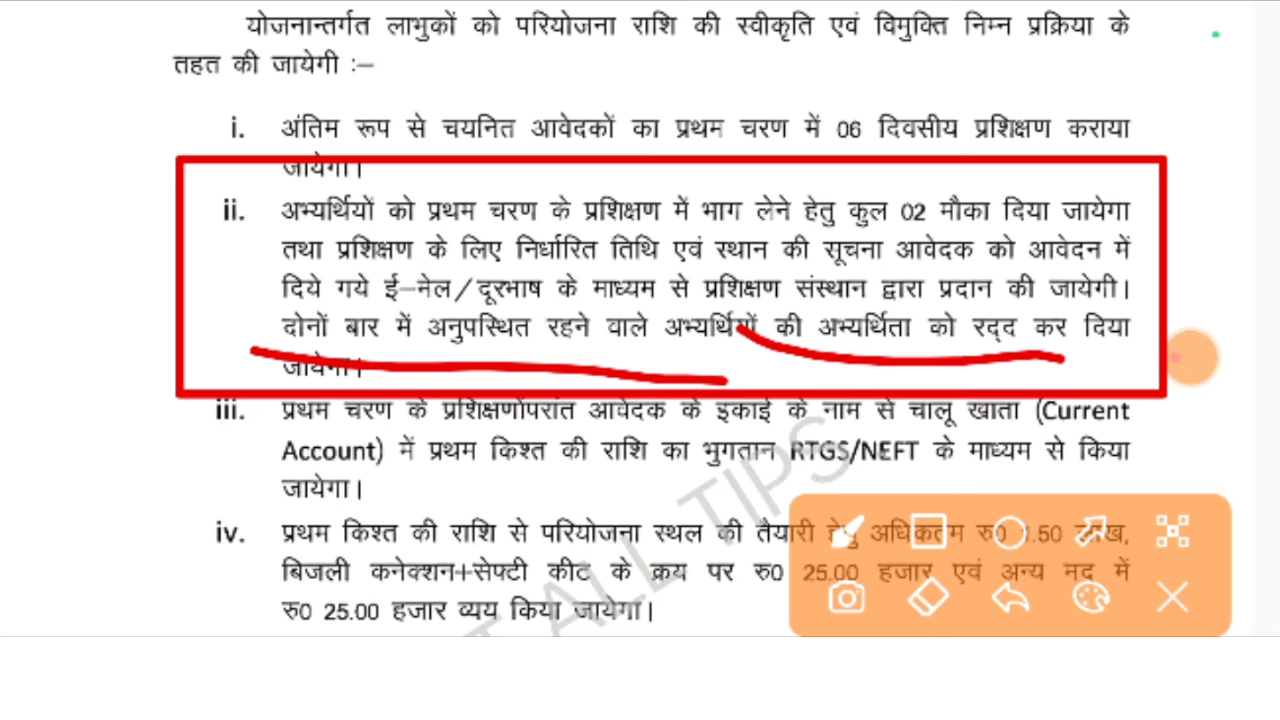 योजनान्तर्गत लाभुकों को परियोजना राशि की स्वीकृति एवं विमुक्ति निम्न प्रक्रिया के
तहत की जायेगी :–
i. अंतिम रूप से चयनित आवेदकों का प्रथम चरण में 06 दिवसीय प्रशिक्षण कराया
जायेगा।
ii. अभ्यर्थियों को प्रथम चरण के प्रशिक्षण में भाग लेने हेतु कुल 02 मौका दिया जायेगा
तथा प्रशिक्षण के लिए निर्धारित तिथि एवं स्थान की सूचना आवेदक को आवेदन में
दिये गये ई–मेल/दूरभाष के माध्यम से प्रशिक्षण संस्थान द्वारा प्रदान की जायेगी।
दोनों बार में अनुपस्थित रहने वाले अभ्यर्थियों की अभ्यर्थिता को रद्द कर दिया
जायेगा।
iii. प्रथम चरण के प्रशिक्षणोंपरांत आवेदक के इकाई के नाम से चालू खाता (Current
Account) में प्रथम किश्त की राशि का भुगतान RTGS/NEFT के माध्यम से किया
जायेगा।
iv. प्रथम किश्त की राशि से परियोजना स्थल की तैयारी हेतु अधिकतम रु0 1.50 लाख,
बिजली कनेक्शन+सेफ्टी कीट के क्रय पर रु0 25.00 हजार एवं अन्य मद में
रु0 25.00 हजार व्यय किया जायेगा।
ALL TIPS